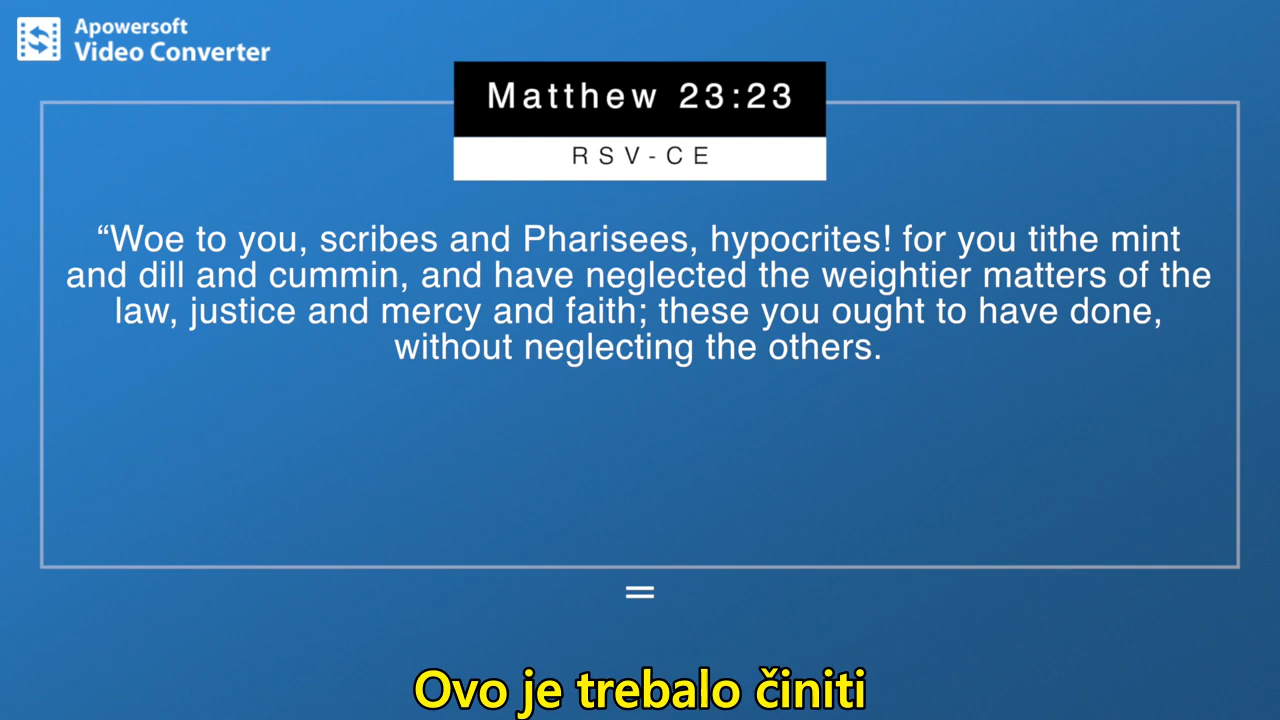 Apowersoft
Video Converter
Matthew 23:23
RSV-CE
“Woe to you, scribes and Pharisees, hypocrites! for you tithe mint
and dill and cummin, and have neglected the weightier matters of the
law, justice and mercy and faith; these you ought to have done,
without neglecting the others.
Ovo je trebalo činiti